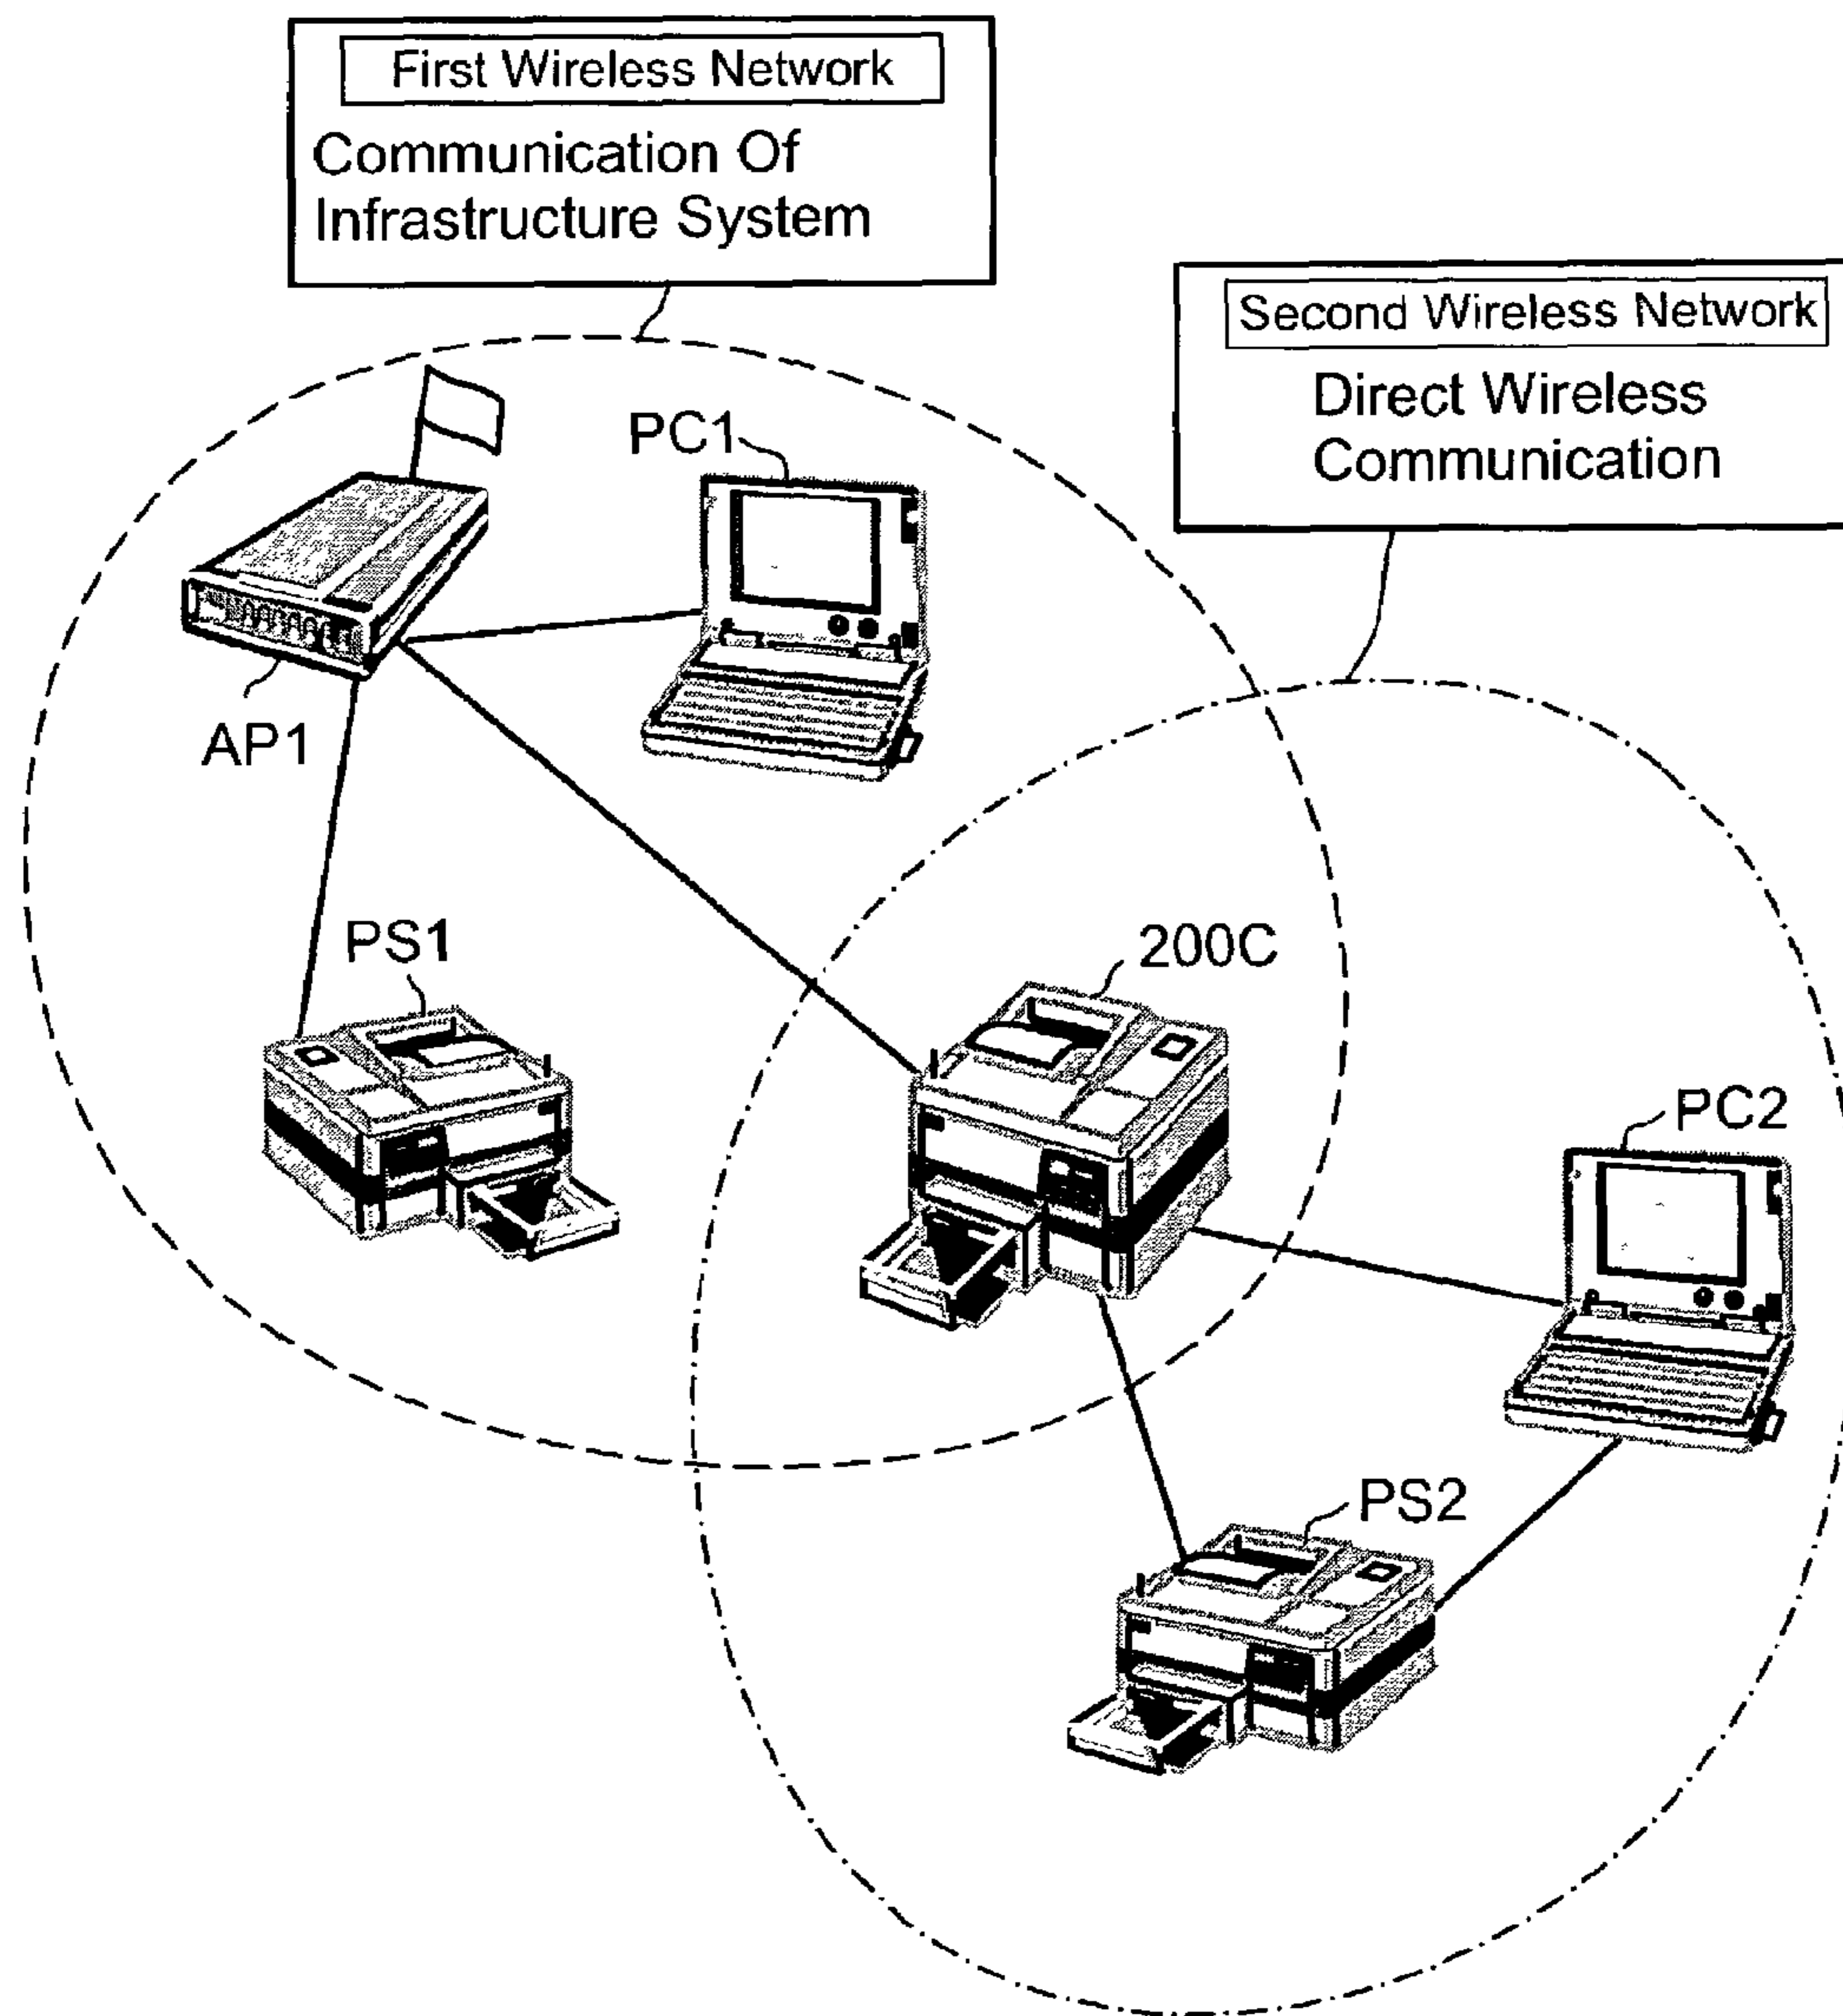 First Wireless Network
Communication Of
Infrastructure System
Second Wireless Network
Direct Wireless
Communication
PC1
AP1
PS1
200C
PC2
PS2